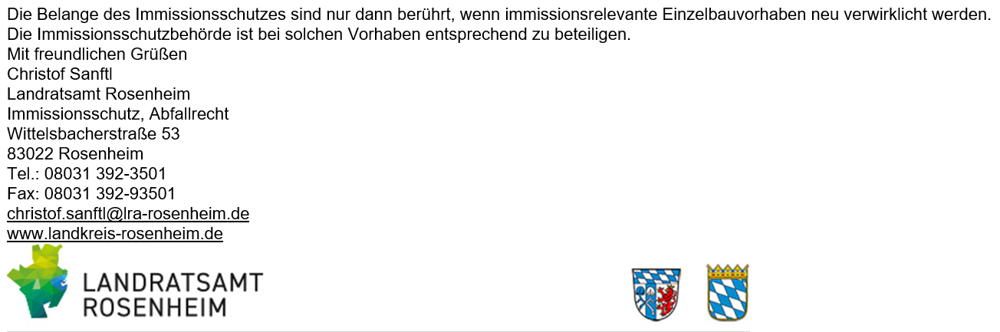 Die Belange des Immissionsschutzes sind nur dann berührt, wenn immissionsrelevante Einzelbauvorhaben neu verwirklicht werden.
Die Immissionsschutzbehörde ist bei solchen Vorhaben entsprechend zu beteiligen.
Mit freundlichen Grüßen
Christof Sanftl
Landratsamt Rosenheim
Immissionsschutz, Abfallrecht
Wittelsbacherstraße 53
83022 Rosenheim
Tel.: 08031 392-3501
Fax: 08031 392-93501
christof.sanftl@lra-rosenheim.de
www.landkreis-rosenheim.de
LANDRATSAMT
ROSENHEIM